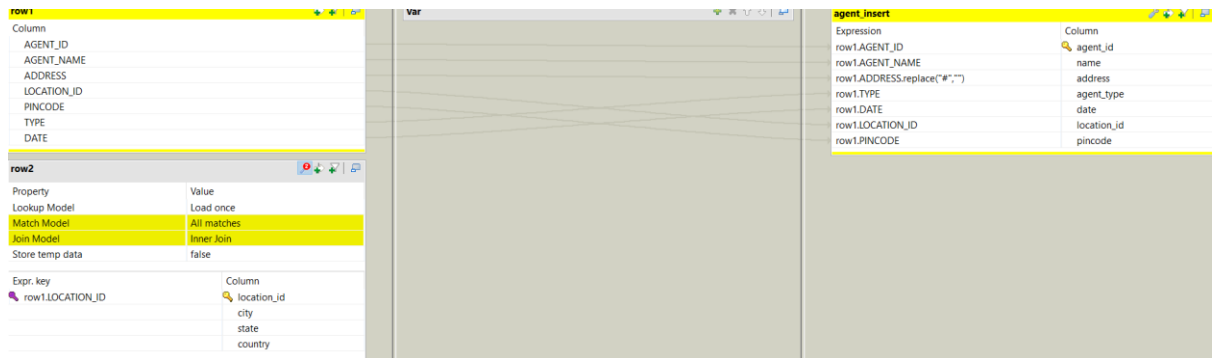 row1
Column
AGENT_ID
AGENT_NAME
ADDRESS
LOCATION_ID
PINCODE
TYPE
DATE
row2
Property Value
Lookup Model Load once
Match Model All matches
Join Model Inner Join
Store temp data false
Expr. key Column
row1.LOCATION_ID location_id
city
state
country
Var
agent_insert
Expression Column
row1.AGENT_ID agent_id
row1.AGENT_NAME name
row1.ADDRESS.replace("#","") address
row1.TYPE agent_type
row1.DATE date
row1.LOCATION_ID location_id
row1.PINCODE pincode